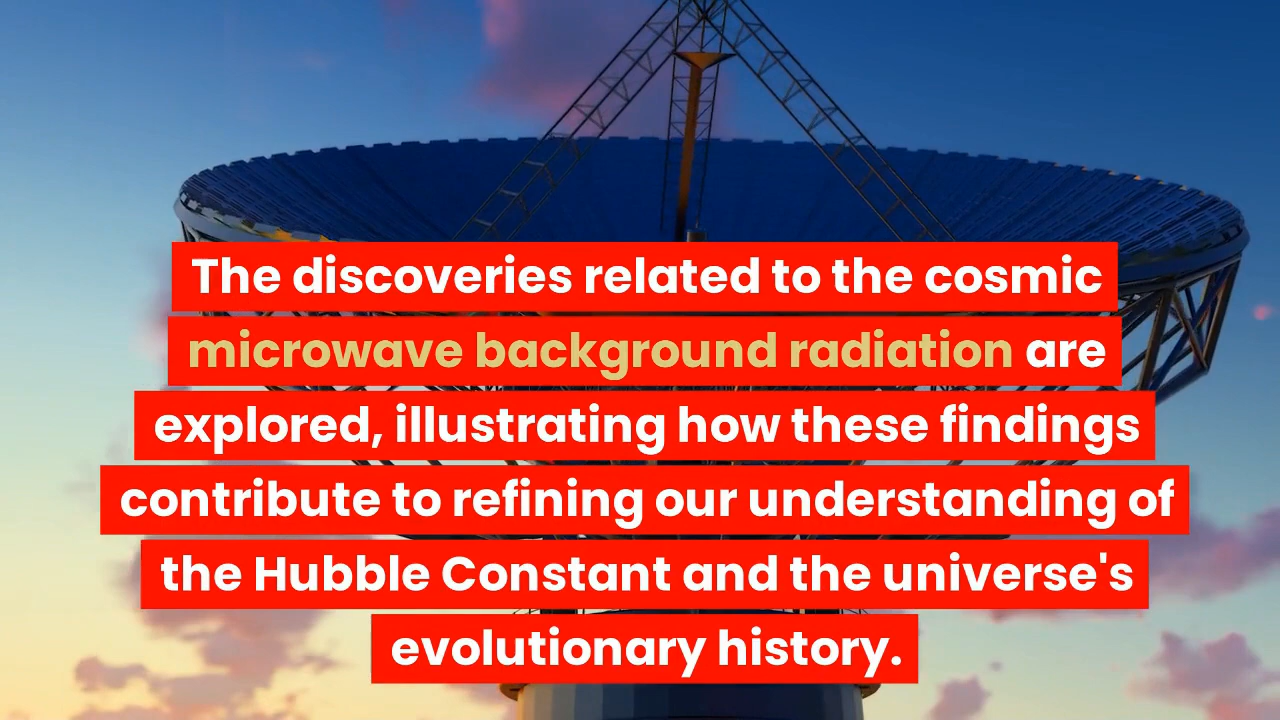 The discoveries related to the cosmic
microwave background radiation are
explored, illustrating how these findings
contribute to refining our understanding of
the Hubble Constant and the universe's
evolutionary history.